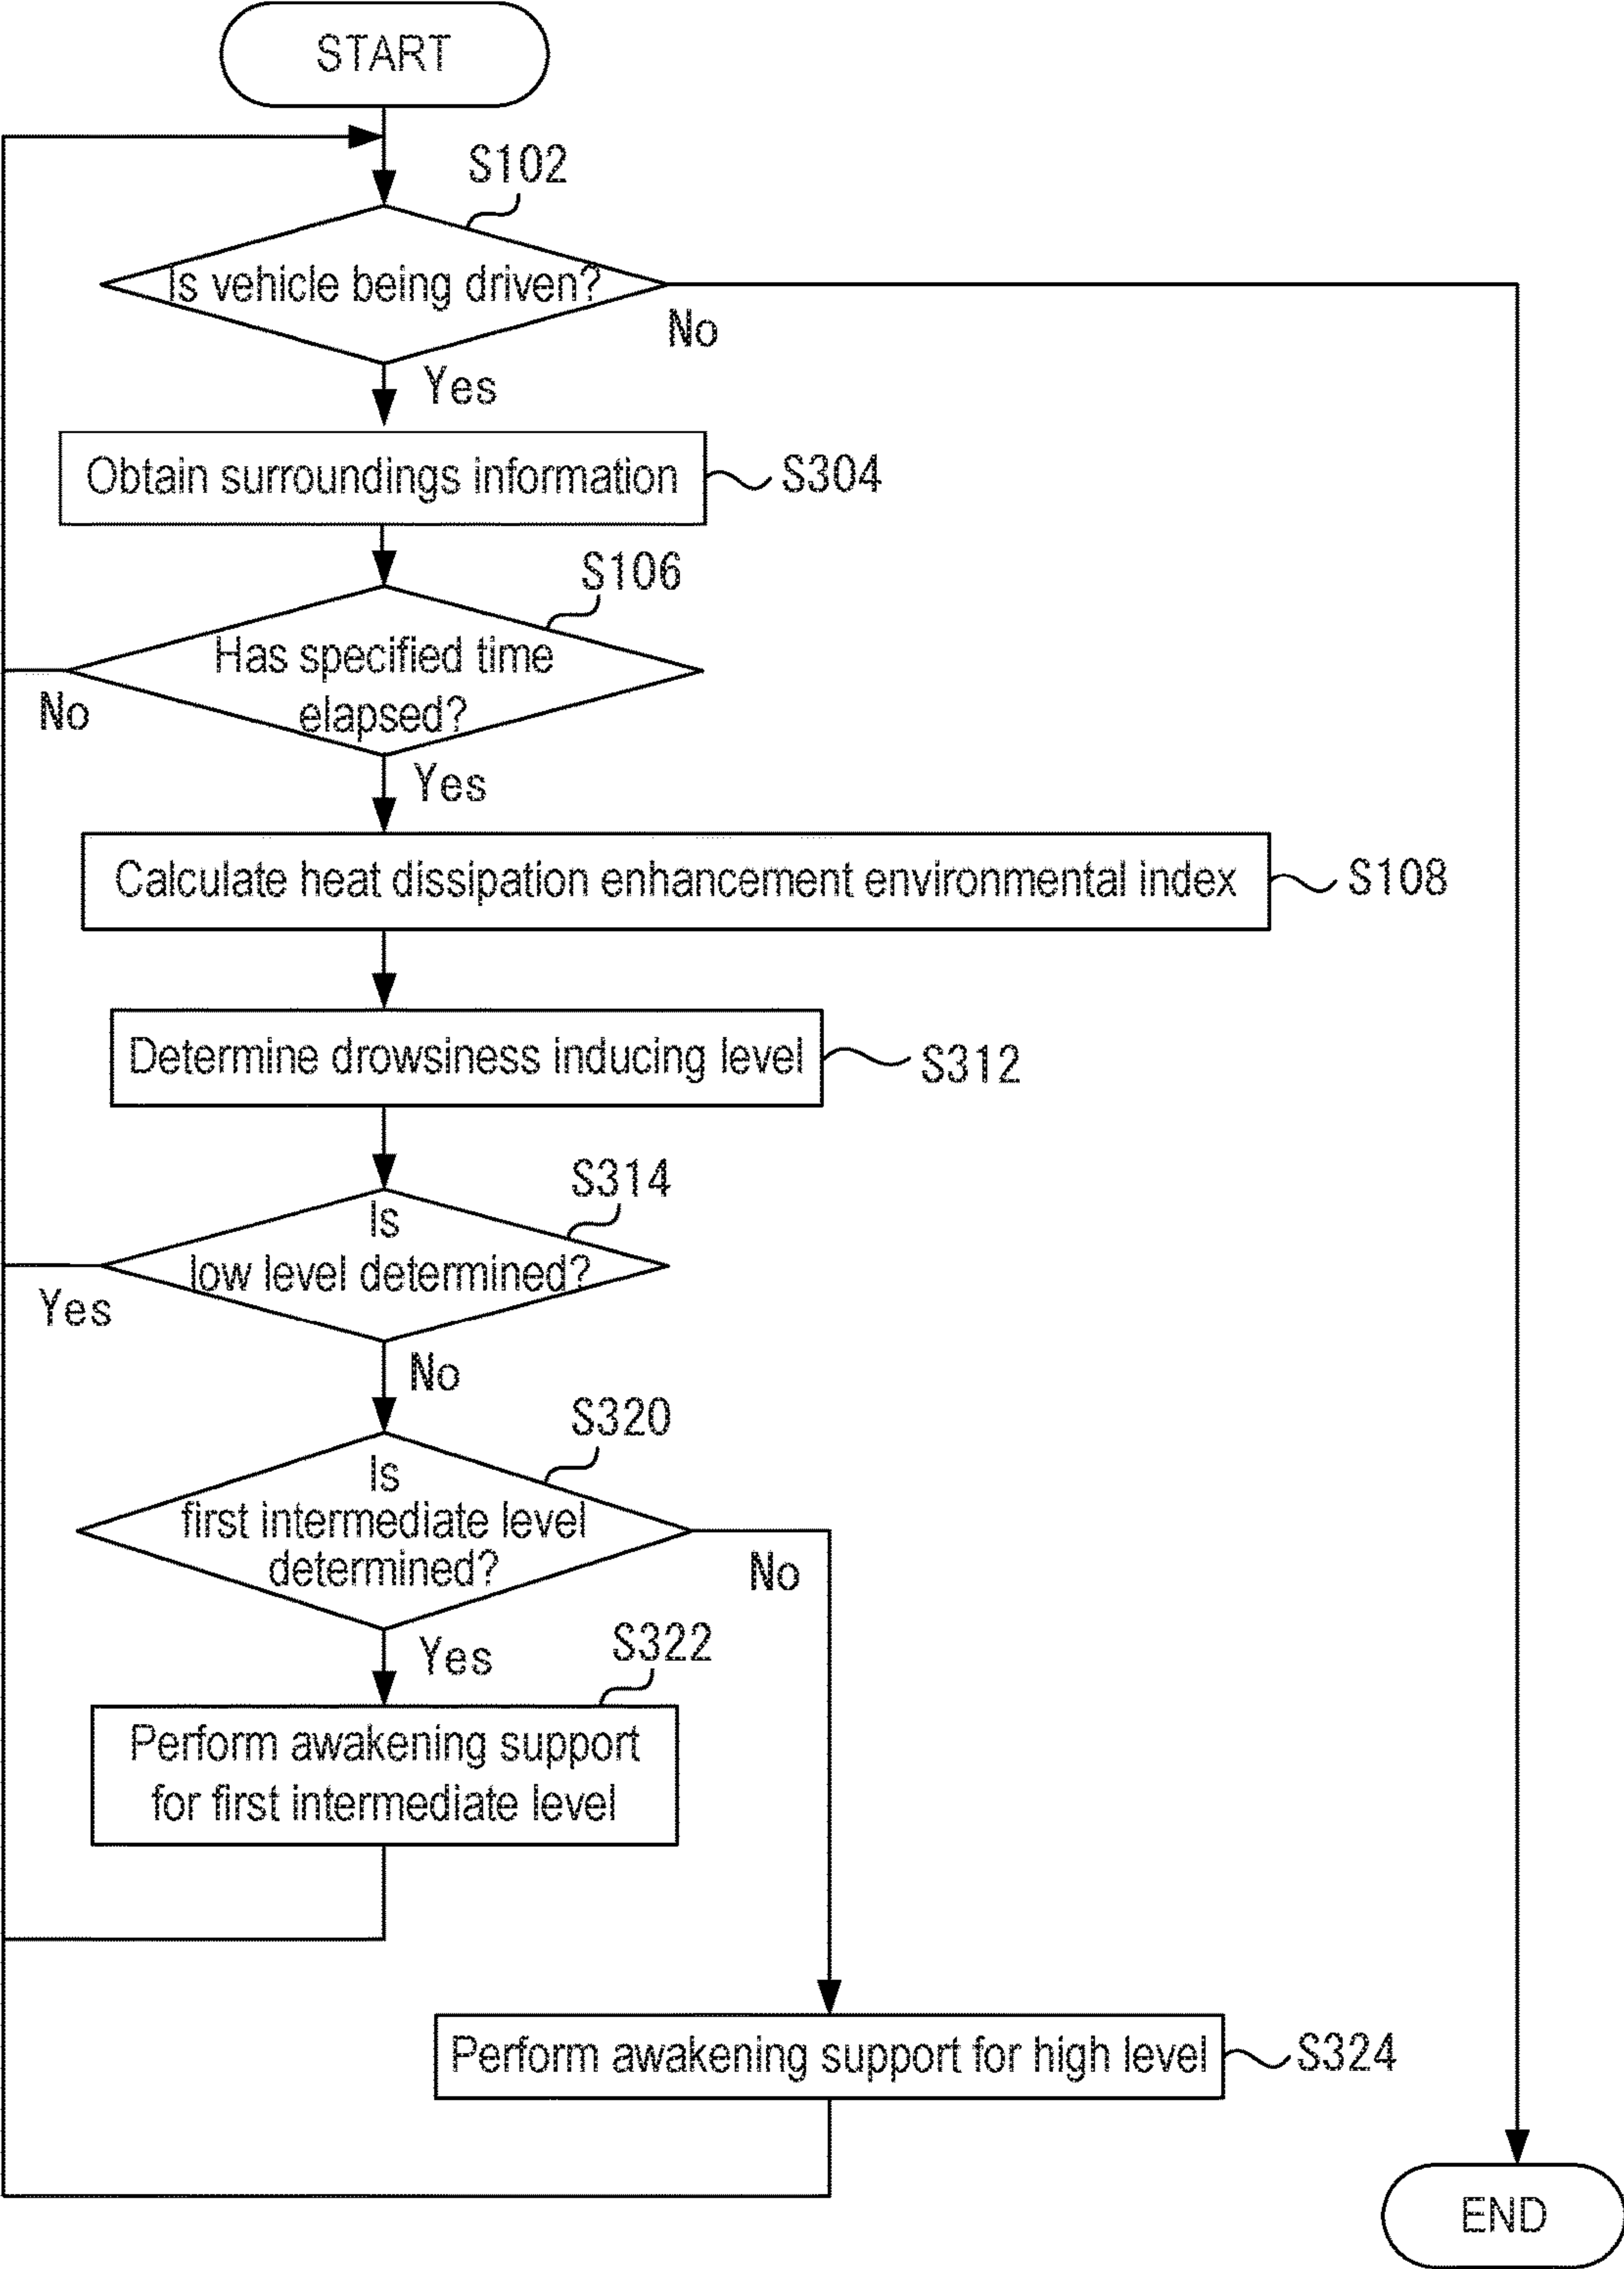 START
S102
Is vehicle being driven?
No
Yes
Obtain surroundings information
S304
S106
Has specified time
elapsed?
No
Yes
Calculate heat dissipation enhancement environmental index
S108
Determine drowsiness inducing level
S312
S314
Is
low level determined?
Yes
No
S320
Is
first intermediate level
determined?
No
Yes
S322
Perform awakening support
for first intermediate level
Perform awakening support for high level
S324
END